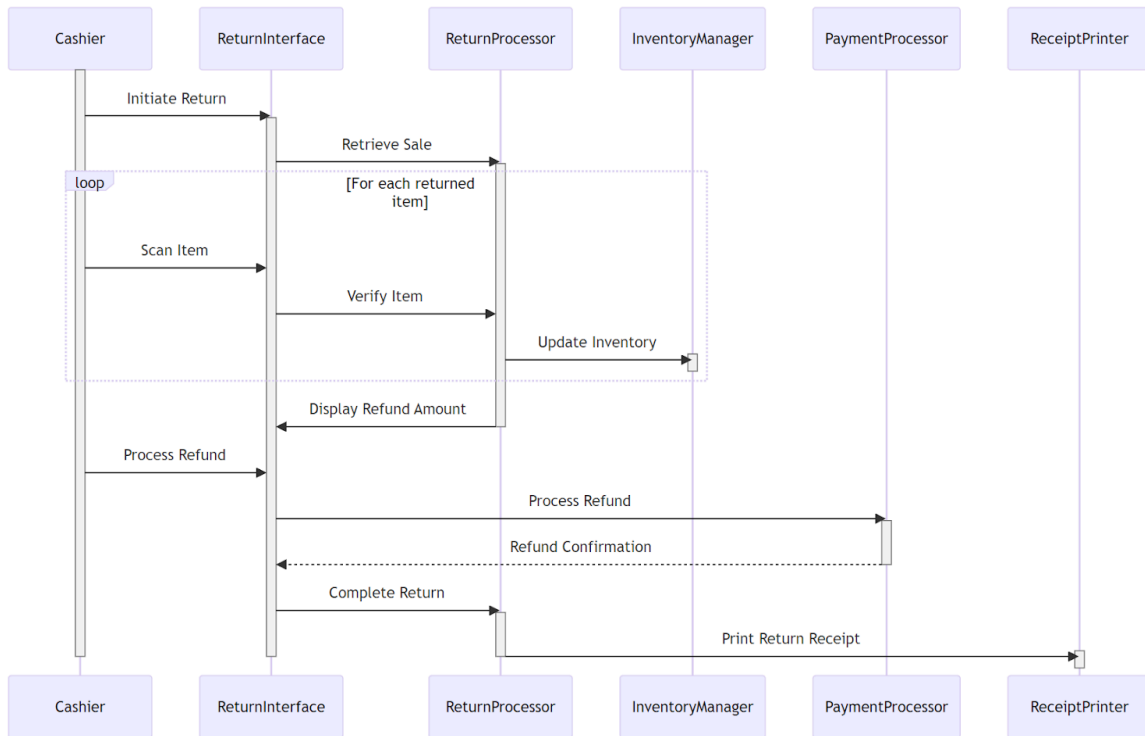 Cashier
ReturnInterface
ReturnProcessor
InventoryManager
PaymentProcessor
ReceiptPrinter
Initiate Return
Retrieve Sale
loop
[For each returned
item]
Scan Item
Verify Item
Update Inventory
Display Refund Amount
Process Refund
Process Refund
Refund Confirmation
Complete Return
Print Return Receipt
Cashier
ReturnInterface
ReturnProcessor
InventoryManager
PaymentProcessor
ReceiptPrinter